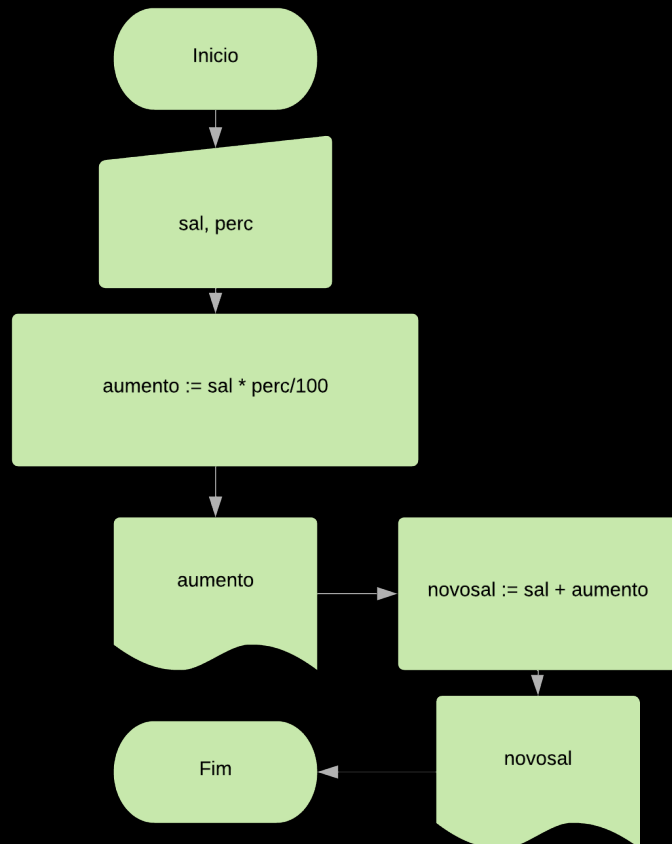 Inicio
sal, perc
aumento := sal * perc/100
aumento
novosal := sal + aumento
novosal
Fim